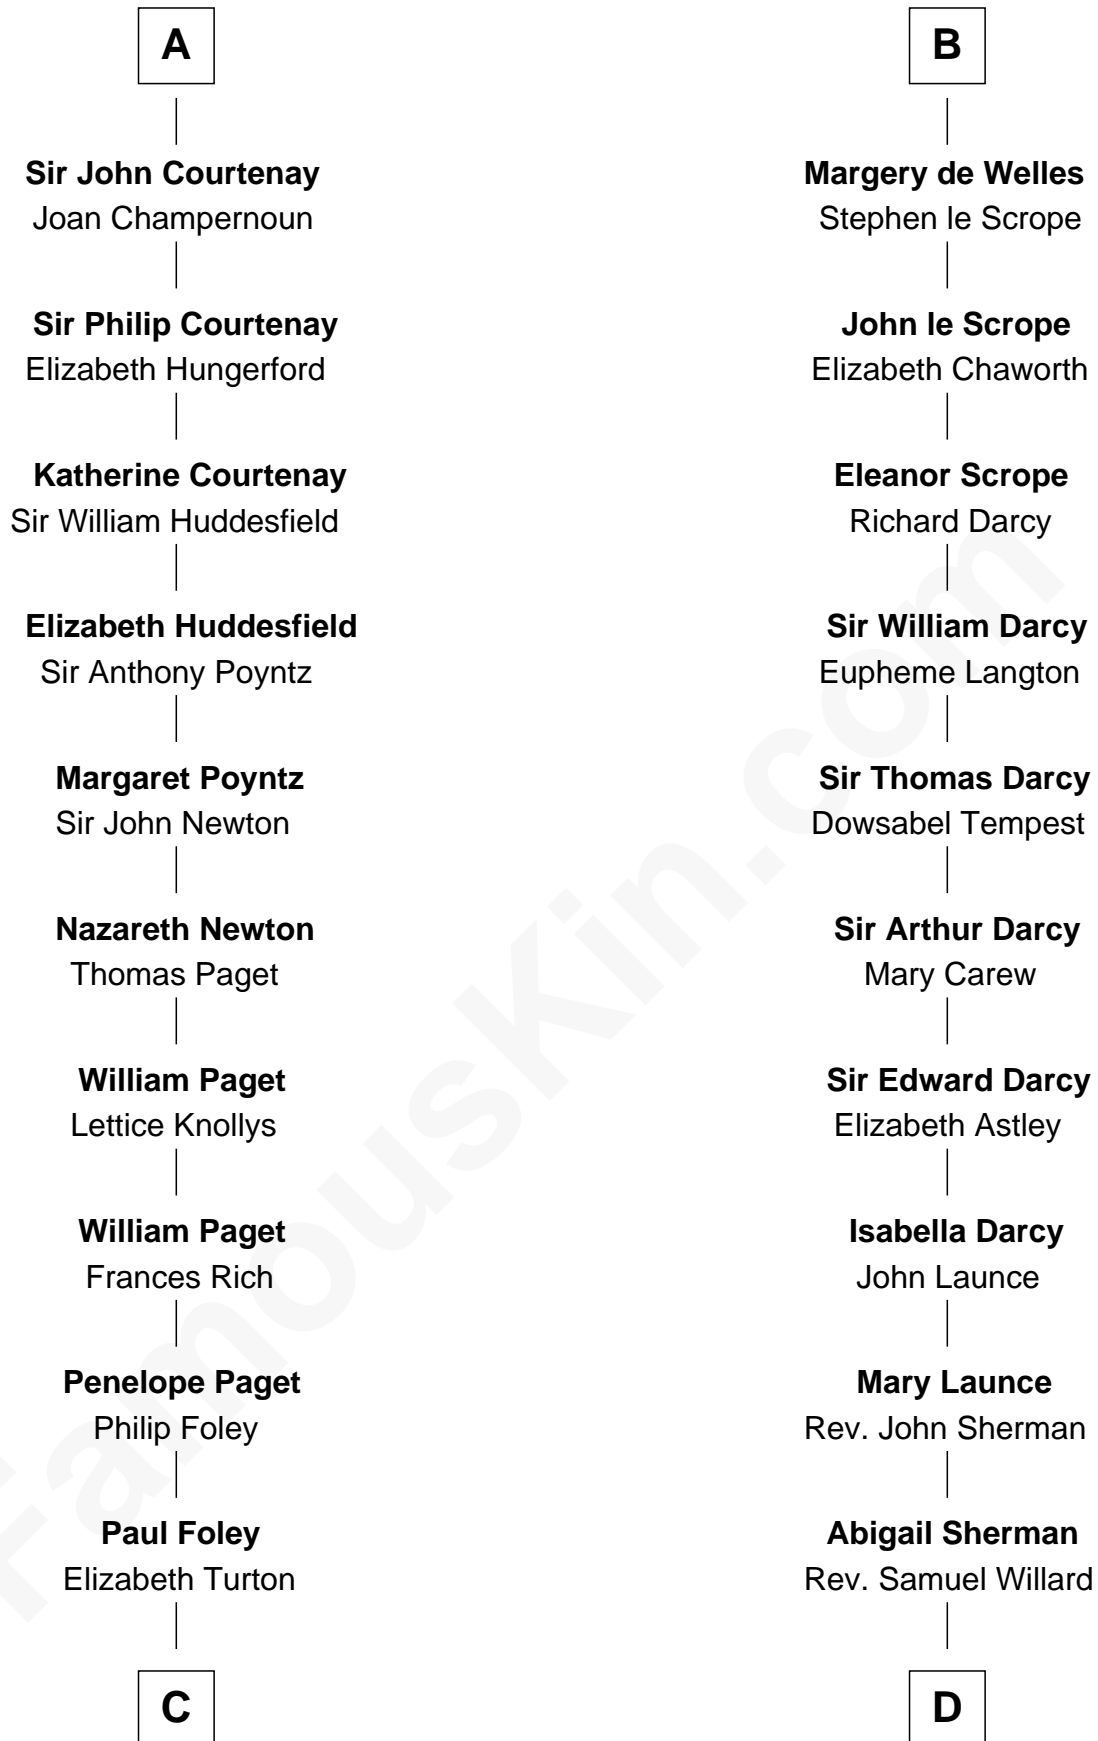 A
Sir John Courtenay
Joan Champernoun
Sir Philip Courtenay
Elizabeth Hungerford
Katherine Courtenay
Sir William Huddesfield
Elizabeth Huddesfield
Sir Anthony Poyntz
Margaret Poyntz
Sir John Newton
Nazareth Newton
Thomas Paget
William Paget
Lettice Knollys
William Paget
Frances Rich
Penelope Paget
Philip Foley
Paul Foley
Elizabeth Turton
C
B
Margery de Welles
Stephen le Scrope
John le Scrope
Elizabeth Chaworth
Eleanor Scrope
Richard Darcy
Sir William Darcy
Eupheme Langton
Sir Thomas Darcy
Dowsabel Tempest
Sir Arthur Darcy
Mary Carew
Sir Edward Darcy
Elizabeth Astley
Isabella Darcy
John Launce
Mary Launce
Rev. John Sherman
Abigail Sherman
Rev. Samuel Willard
D
FamousKin.com